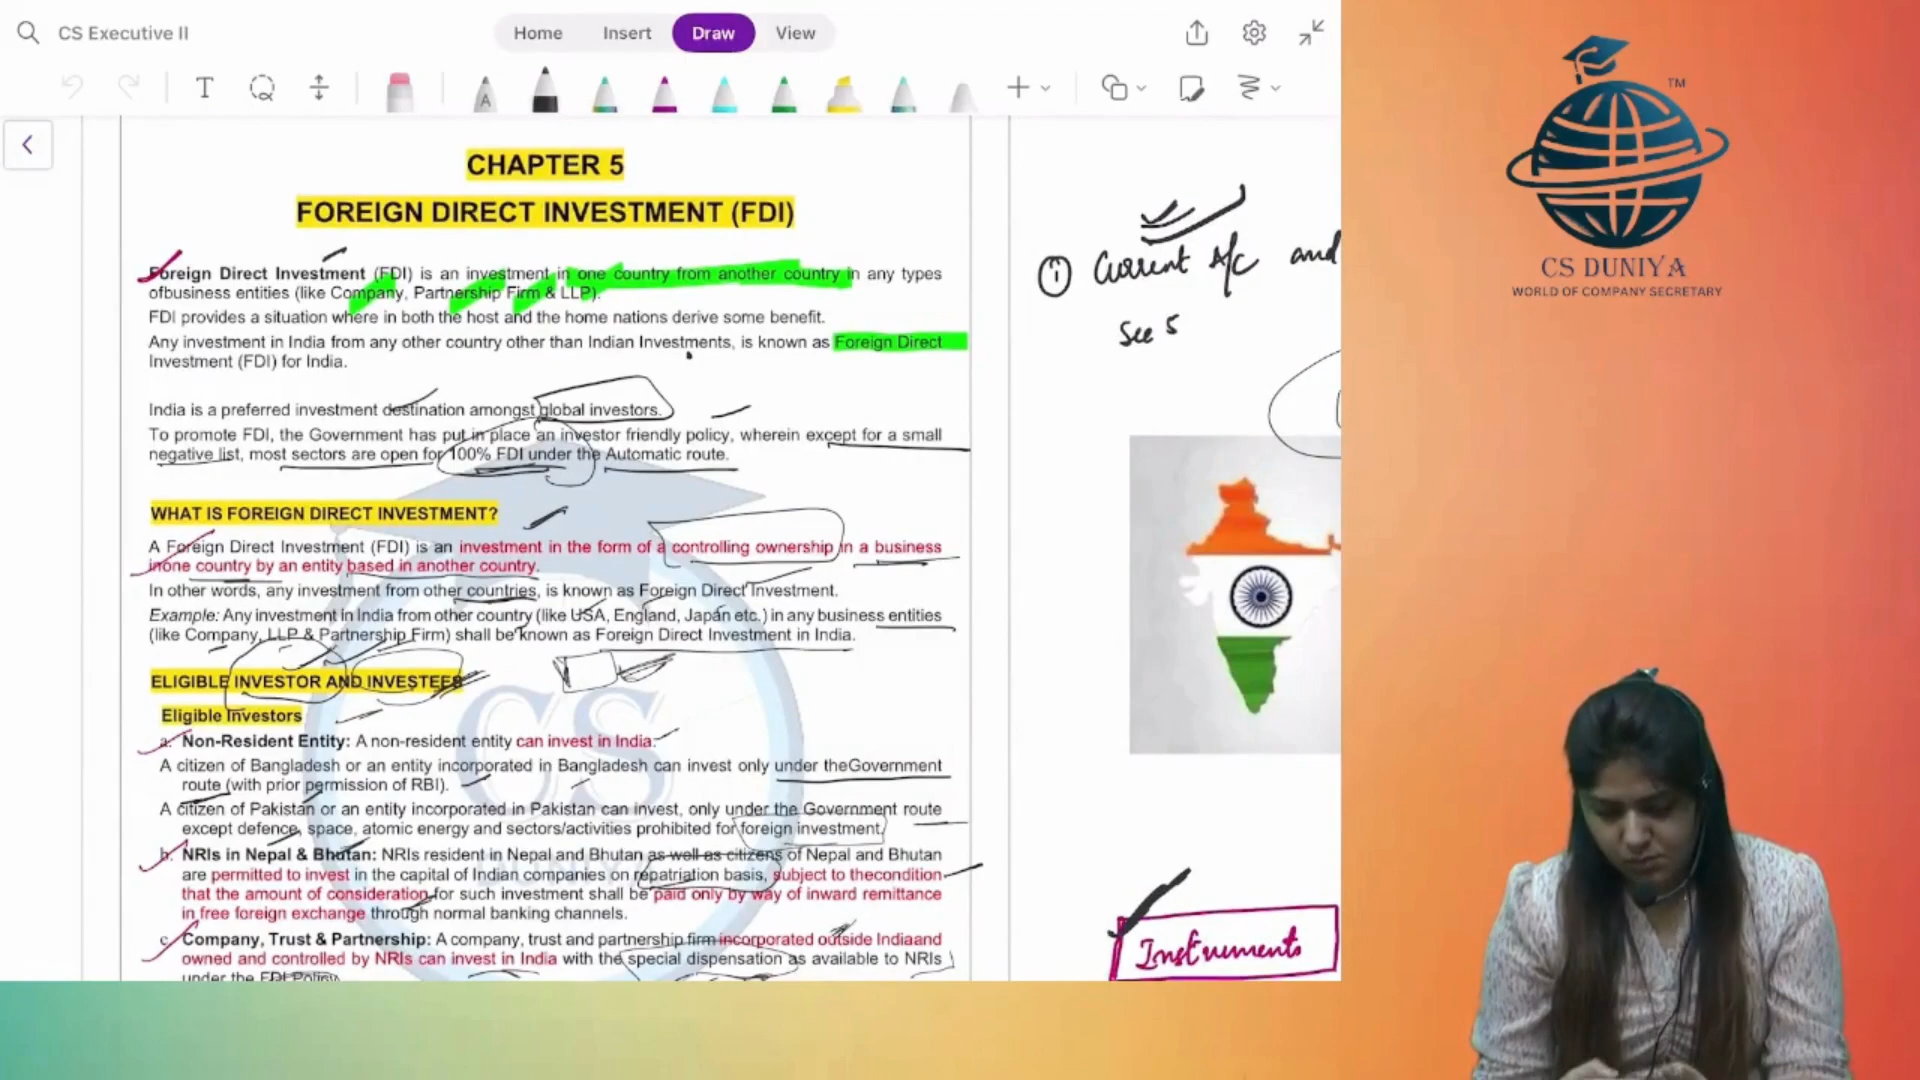 CS Executive II
Home Insert Draw View
CHAPTER 5
FOREIGN DIRECT INVESTMENT (FDI)
Foreign Direct Investment (FDI) is an investment in one country from another country in any types
ofbusiness entities (like Company, Partnership Firm & LLP).
FDI provides a situation where in both the host and the home nations derive some benefit.
Any investment in India from any other country other than Indian Investments, is known as Foreign Direct
Investment (FDI) for India.
India is a preferred investment destination amongst global investors.
To promote FDI, the Government has put in place an investor friendly policy, wherein except for a small
negative list, most sectors are open for 100% FDI under the Automatic route.
WHAT IS FOREIGN DIRECT INVESTMENT?
A Foreign Direct Investment (FDI) is an investment in the form of a controlling ownership in a business
inone country by an entity based in another country.
In other words, any investment from other countries, is known as Foreign Direct Investment.
Example: Any investment in India from other country (like USA, England, Japan etc.) in any business entities
(like Company, LLP & Partnership Firm) shall be known as Foreign Direct Investment in India.
ELIGIBLE INVESTOR AND INVESTEES
Eligible Investors
a. Non-Resident Entity: A non-resident entity can invest in India.
A citizen of Bangladesh or an entity incorporated in Bangladesh can invest only under theGovernment
route (with prior permission of RBI).
A citizen of Pakistan or an entity incorporated in Pakistan can invest, only under the Government route
except defence, space, atomic energy and sectors/activities prohibited for foreign investment.
b. NRIs in Nepal & Bhutan: NRIs resident in Nepal and Bhutan as well as citizens of Nepal and Bhutan
are permitted to invest in the capital of Indian companies on repatriation basis, subject to thecondition
that the amount of consideration for such investment shall be paid only by way of inward remittance
in free foreign exchange through normal banking channels.
c. Company, Trust & Partnership: A company, trust and partnership firm incorporated outside Indiaand
owned and controlled by NRIs can invest in India with the special dispensation as available to NRIs
under the FDI Policy.
CS
① Current A/c and
See 5
Instruments
TM
CS DUNIYA
WORLD OF COMPANY SECRETARY